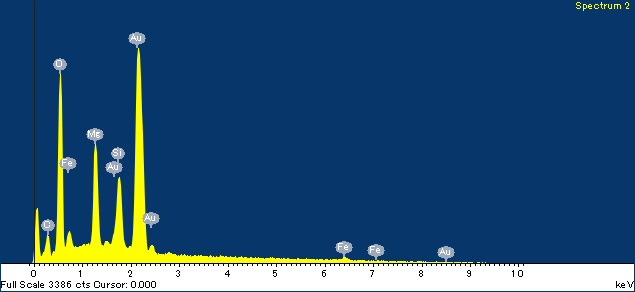 Spectrum 2
Au
O
Mg
Fe
Si
Au
Au
C
Fe
Fe
Au
0 1 2 3 4 5 6 7 8 9 10
Full Scale 3386 cts Cursor: 0.000 keV